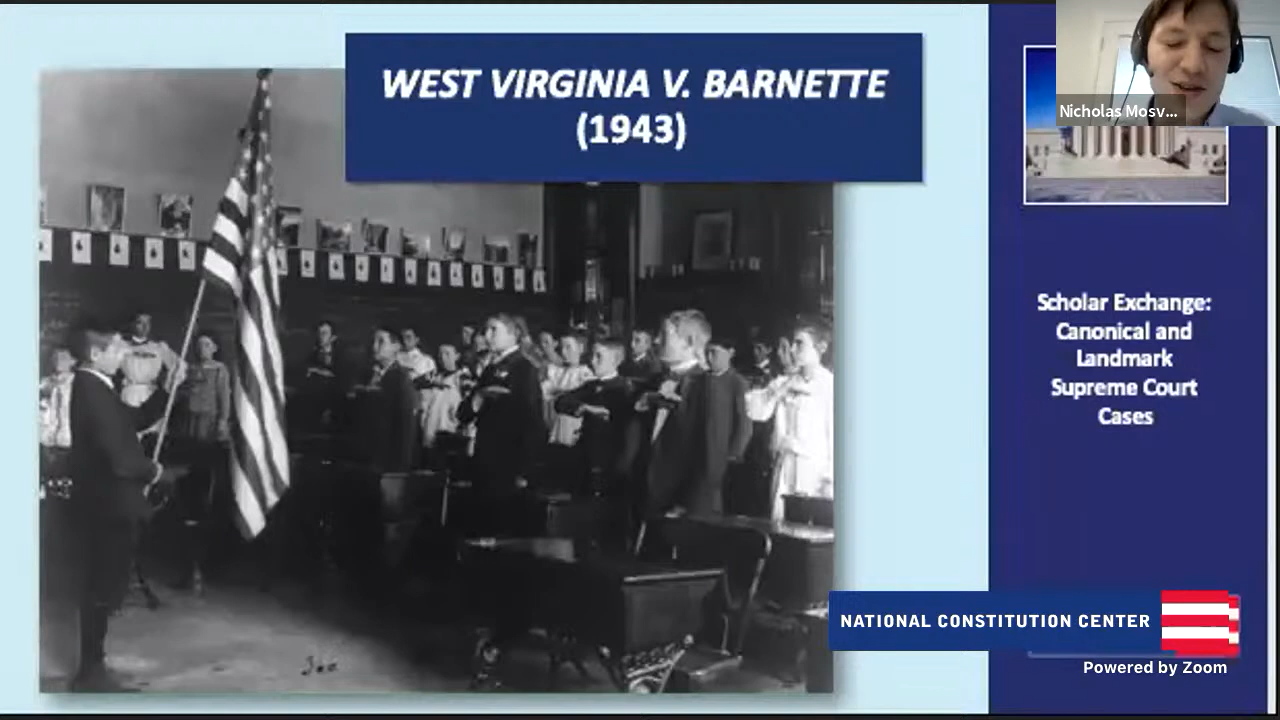 WEST VIRGINIA V. BARNETTE
(1943)
Nicholas Mosv...
Scholar Exchange:
Canonical and
Landmark
Supreme Court
Cases
NATIONAL CONSTITUTION CENTER
Powered by Zoom